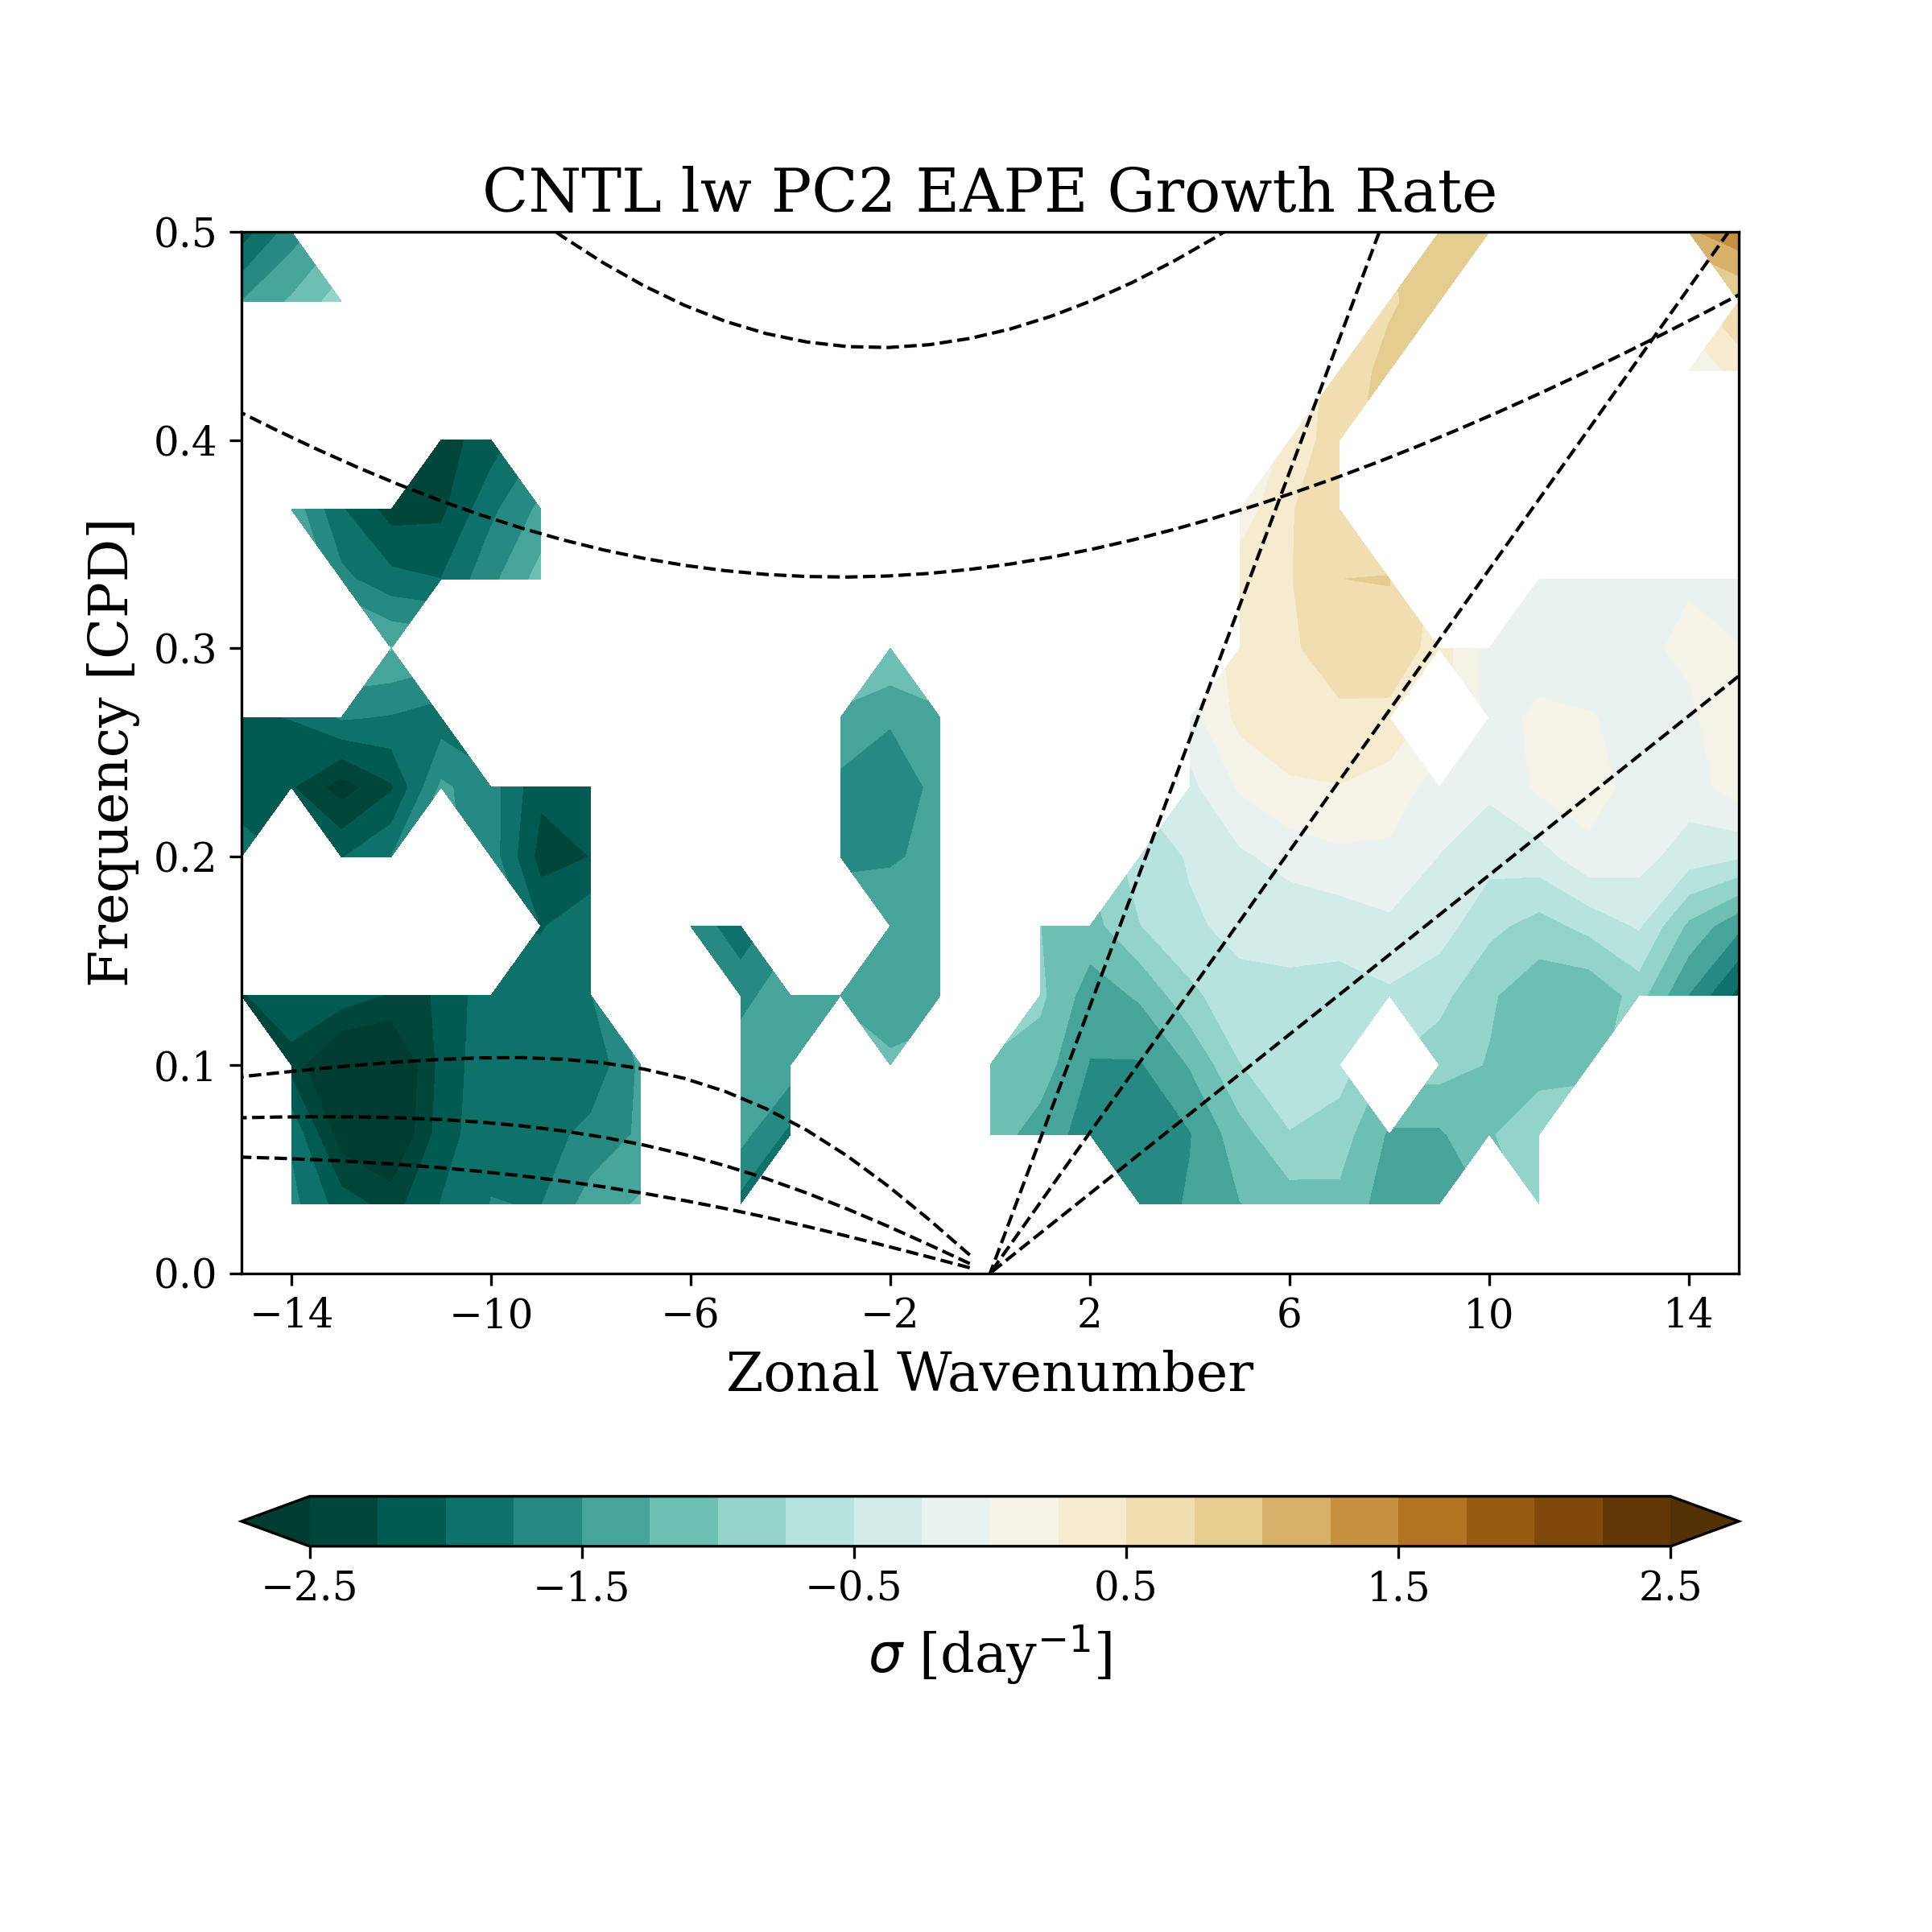 CNTL lw PC2 EAPE Growth Rate
0.5
0.4
0.3
0.2
0.1
0.0
Frequency [CPD]
−14 −10 −6 −2 2 6 10 14
Zonal Wavenumber
−2.5 −1.5 −0.5 0.5 1.5 2.5
σ [day⁻¹]